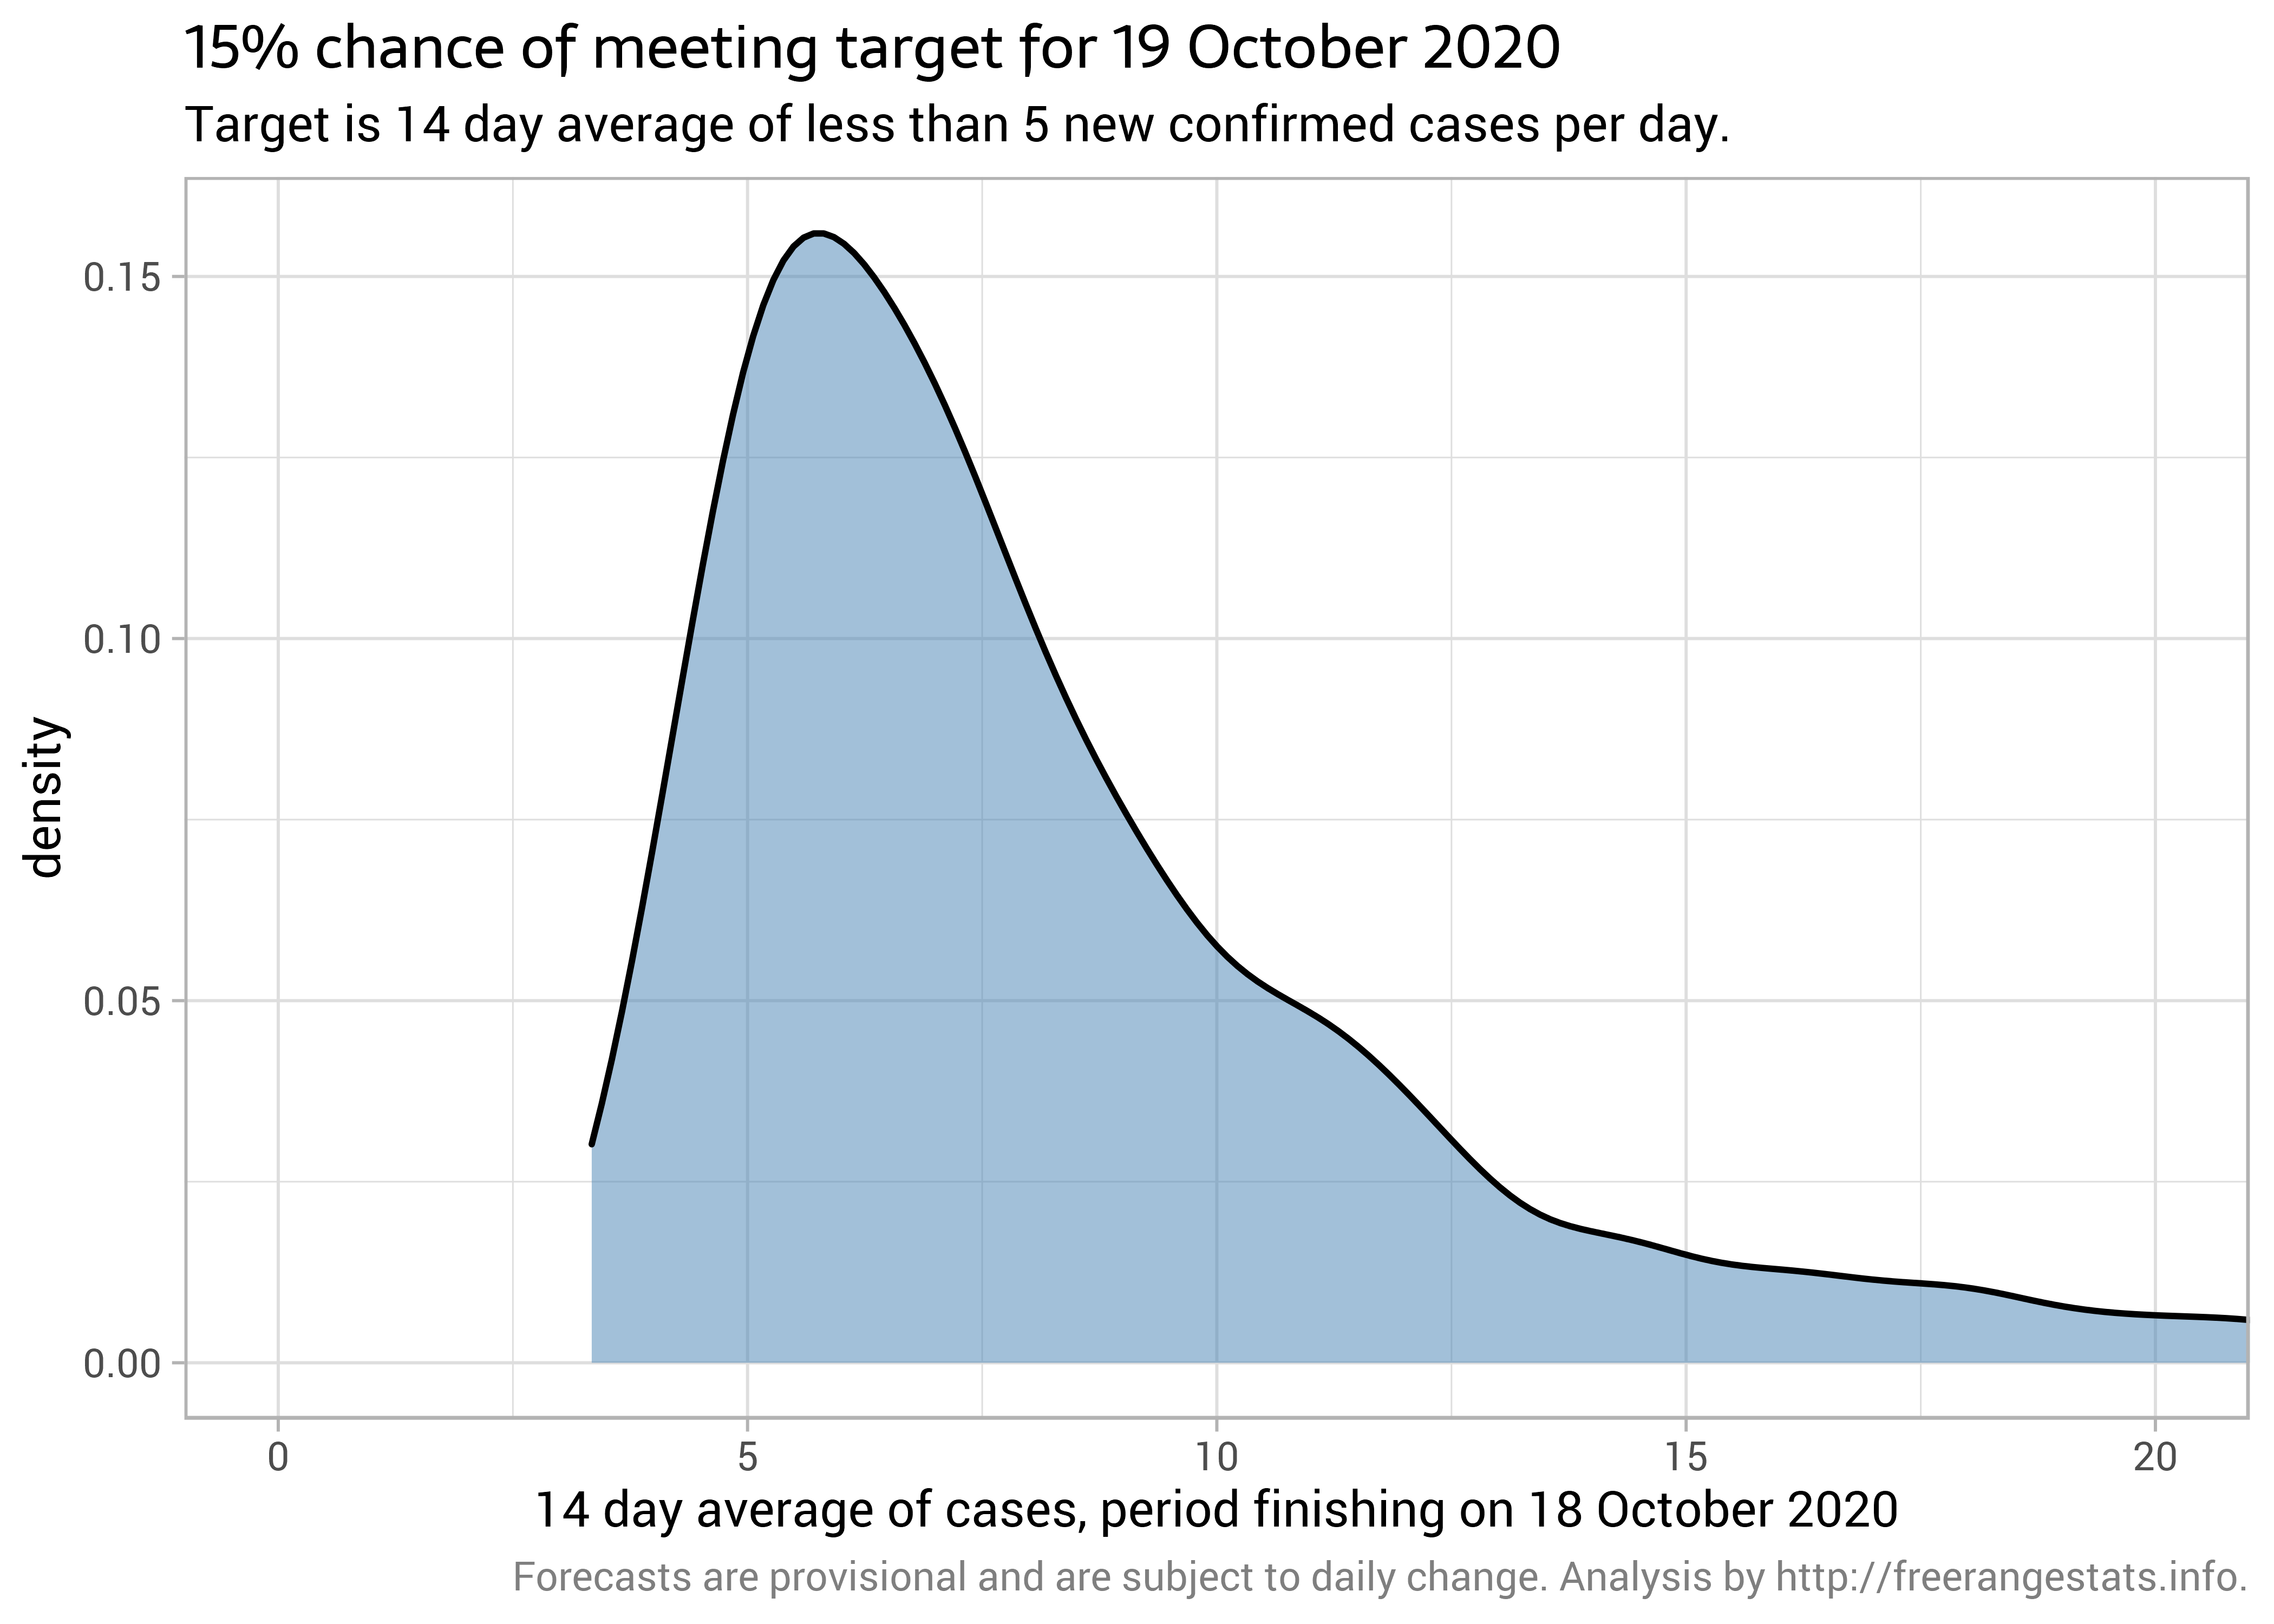 15% chance of meeting target for 19 October 2020
Target is 14 day average of less than 5 new confirmed cases per day.
0.15
0.10
0.05
0.00
density
0 5 10 15 20
14 day average of cases, period finishing on 18 October 2020
Forecasts are provisional and are subject to daily change. Analysis by http://freerangestats.info.